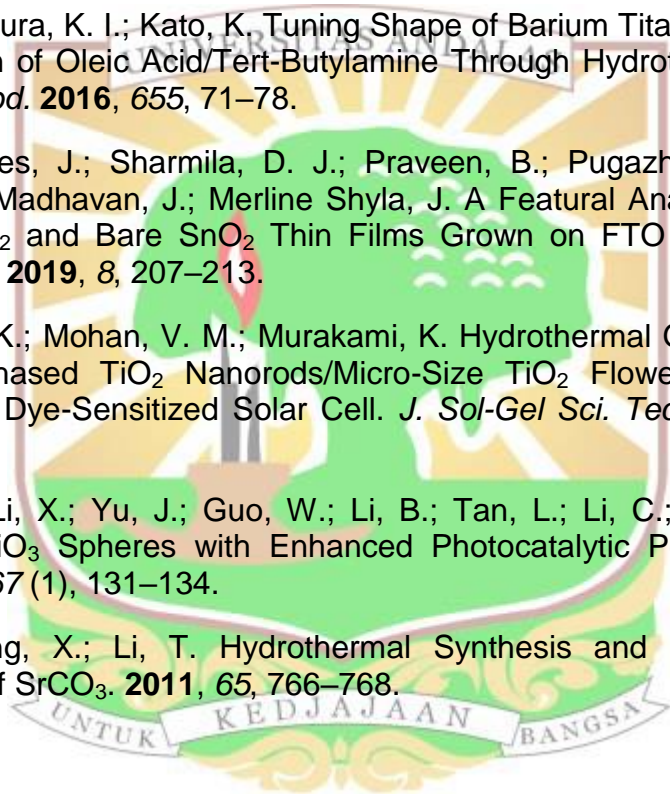 ura, K. I.; Kato, K. Tuning Shape of Barium Tita
UNIVERSITAS ANDALAS
n of Oleic Acid/Tert-Butylamine Through Hydrot
od. 2016, 655, 71–78.
es, J.; Sharmila, D. J.; Praveen, B.; Pugazh
Madhavan, J.; Merline Shyla, J. A Featural Ana
₂ and Bare SnO₂ Thin Films Grown on FTO
2019, 8, 207–213.
K.; Mohan, V. M.; Murakami, K. Hydrothermal G
hased TiO₂ Nanorods/Micro-Size TiO₂ Flowe
Dye-Sensitized Solar Cell. J. Sol-Gel Sci. Tec
Li, X.; Yu, J.; Guo, W.; Li, B.; Tan, L.; Li, C.;
iO₃ Spheres with Enhanced Photocatalytic P
67 (1), 131–134.
ng, X.; Li, T. Hydrothermal Synthesis and
f SrCO₃. 2011, 65, 766–768.
UNTUK KEDJAJAAN BANGSA